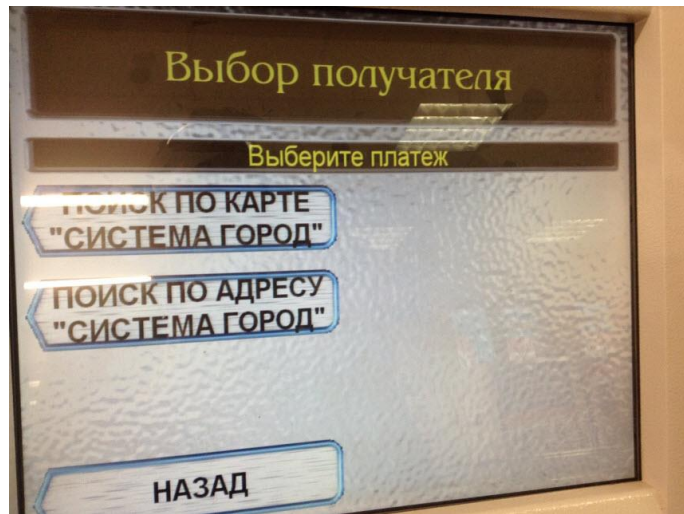 Выбор получателя
Выберите платеж
ПОИСК ПО КАРТЕ
"СИСТЕМА ГОРОД"
ПОИСК ПО АДРЕСУ
"СИСТЕМА ГОРОД"
НАЗАД